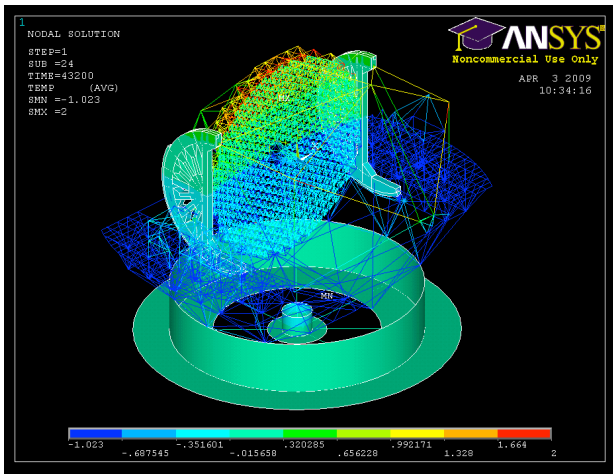 1
NODAL SOLUTION
STEP=1
SUB =24
TIME=43200
TEMP (AVG)
SMN =-1.023
SMX =2
ANSYS
Noncommercial Use Only
APR 3 2009
10:34:16
MX
MN
-1.023 -.351601 .320285 .992171 1.664
-.687545 -.015658 .656228 1.328 2